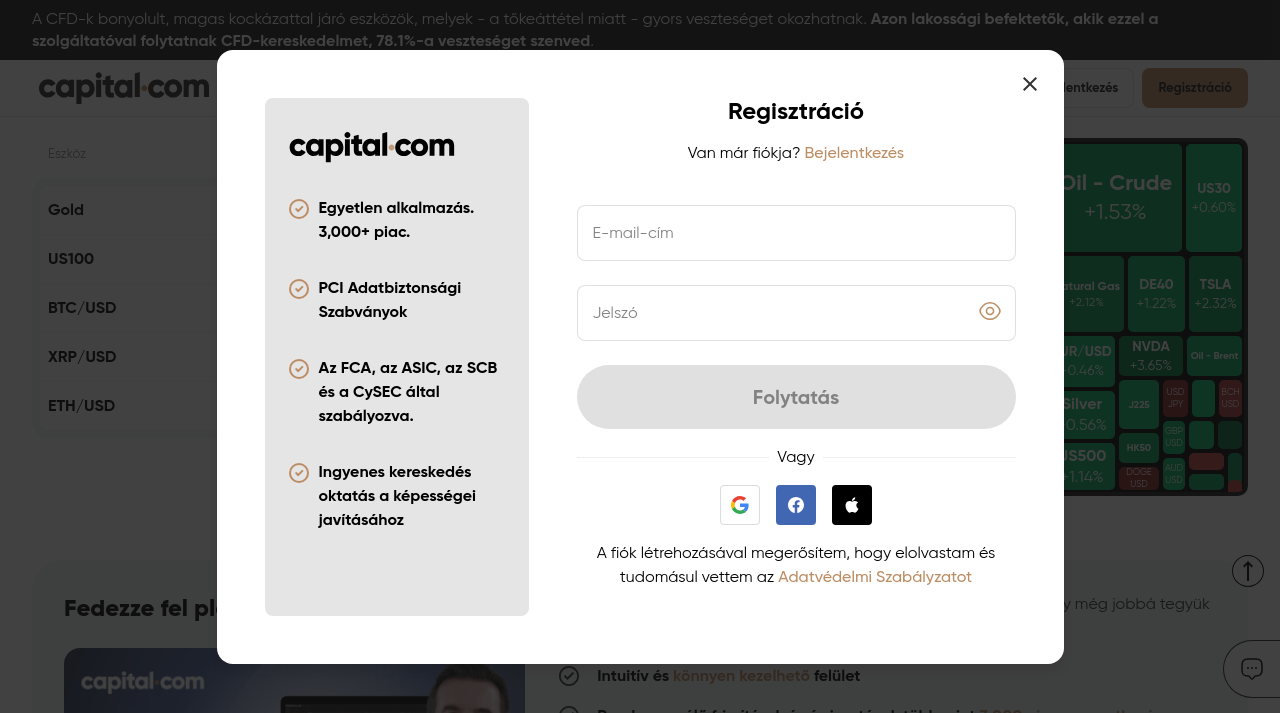 A CFD-k bonyolult, magas kockázattal járó eszközök, melyek - a tőkeáttétel miatt - gyors veszteséget okozhatnak. Azon lakossági befektetők, akik ezzel a
szolgáltatóval folytatnak CFD-kereskedelmet, 78.1%-a veszteséget szenved.
capital.com
lentkezés
Regisztráció
Eszköz
Gold
US100
BTC/USD
XRP/USD
ETH/USD
capital.com
Egyetlen alkalmazás.
3,000+ piac.
PCI Adatbiztonsági
Szabványok
Az FCA, az ASIC, az SCB
és a CySEC által
szabályozva.
Ingyenes kereskedés
oktatás a képességei
javításához
Regisztráció
Van már fiókja? Bejelentkezés
E-mail-cím
Jelszó
Folytatás
Vagy
A fiók létrehozásával megerősítem, hogy elolvastam és
tudomásul vettem az Adatvédelmi Szabályzatot
Oil - Crude
+1.53%
US30
+0.60%
atural Gas
+2.12%
DE40
+1.22%
TSLA
+2.32%
UR/USD
0.46%
NVDA
+3.65%
Oil - Brent
Silver
0.56%
J225
USD
JPY
BCH
USD
US500
+1.14%
HK50
GBP
USD
DOGE
USD
AUD
USD
Fedezze fel pl
y még jobbá tegyük
capital.com
Intuitív és könnyen kezelhető felület